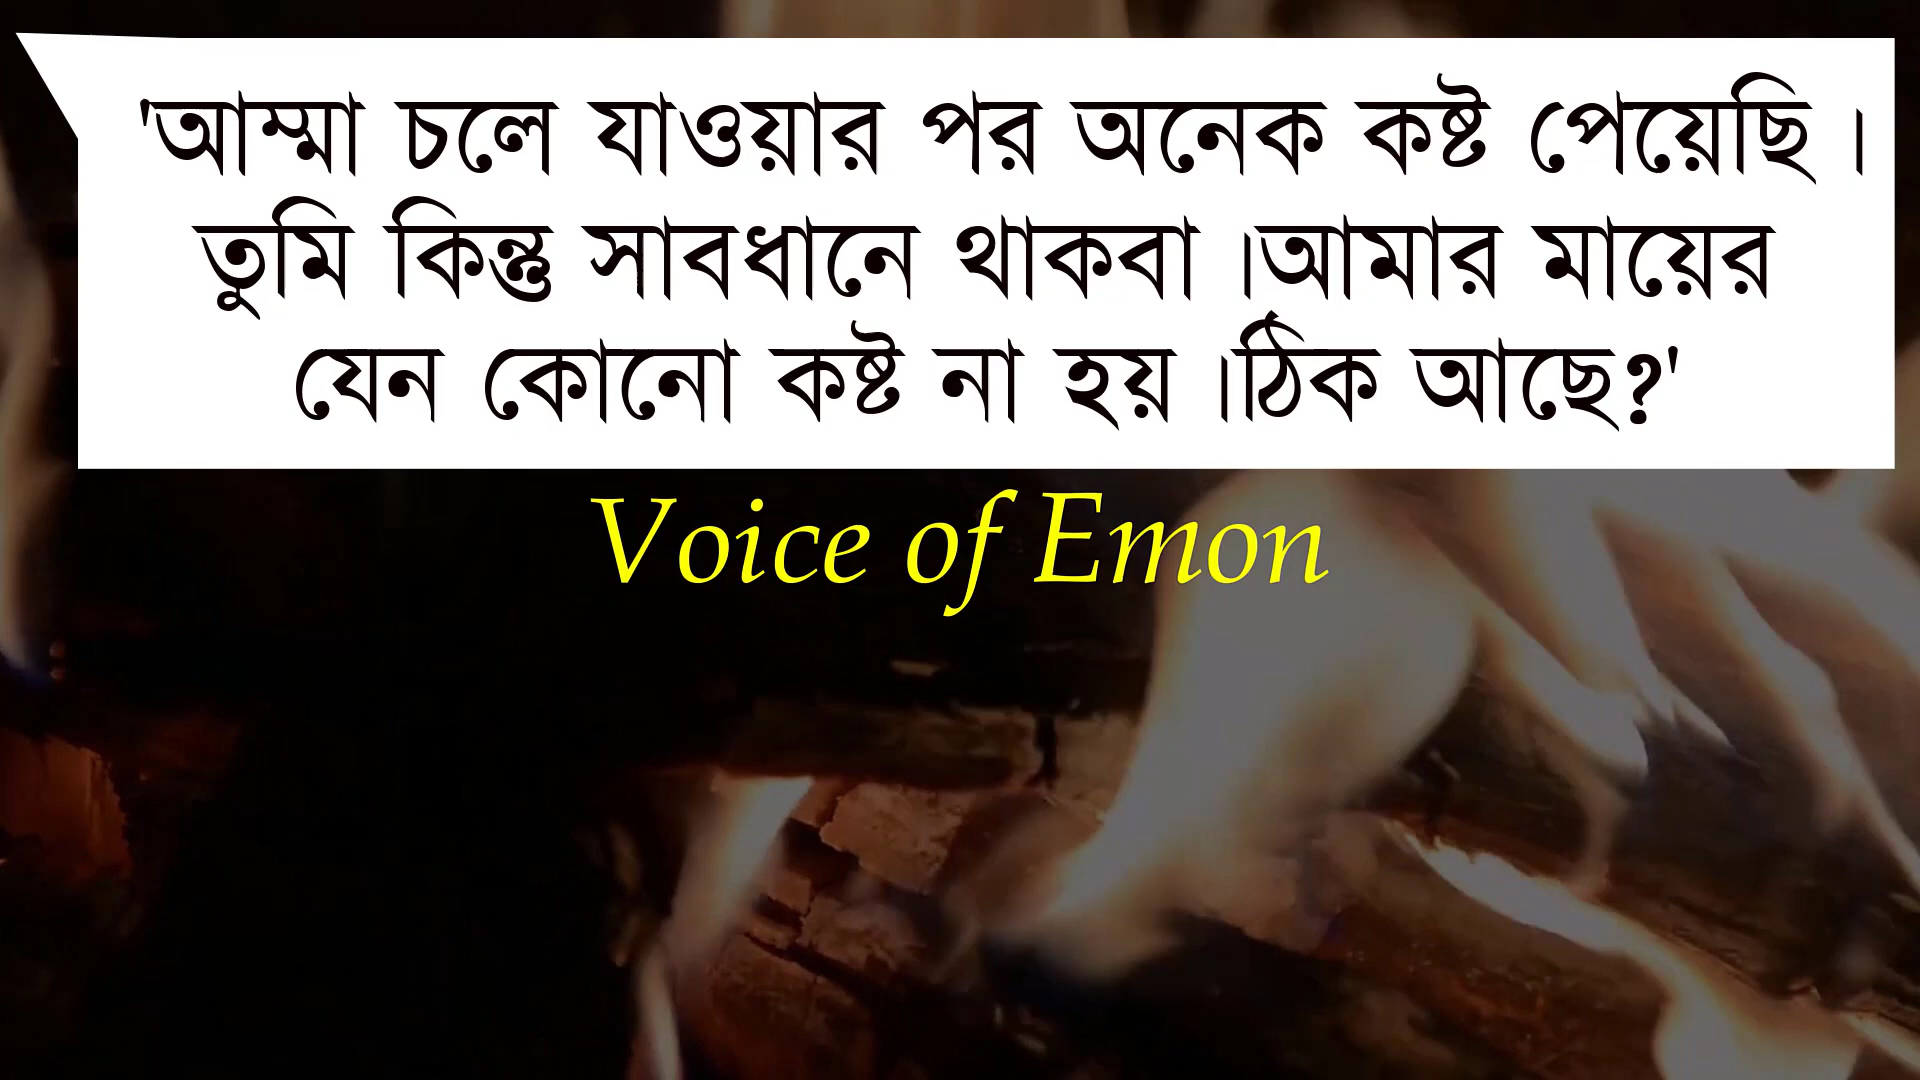 'আম্মা চলে যাওয়ার পর অনেক কষ্ট পেয়েছি ।
তুমি কিন্তু সাবধানে থাকবা ।আমার মায়ের
যেন কোনো কষ্ট না হয় ।ঠিক আছে?'
Voice of Emon